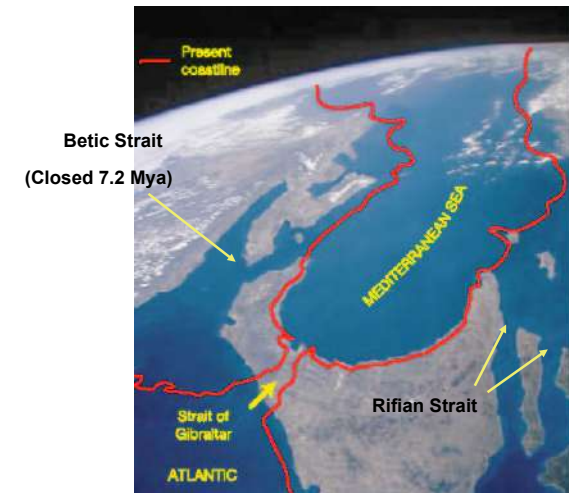 Present
coastline
Betic Strait
(Closed 7.2 Mya)
MEDITERRANEAN SEA
Rifian Strait
Strait of
Gibraltar
ATLANTIC